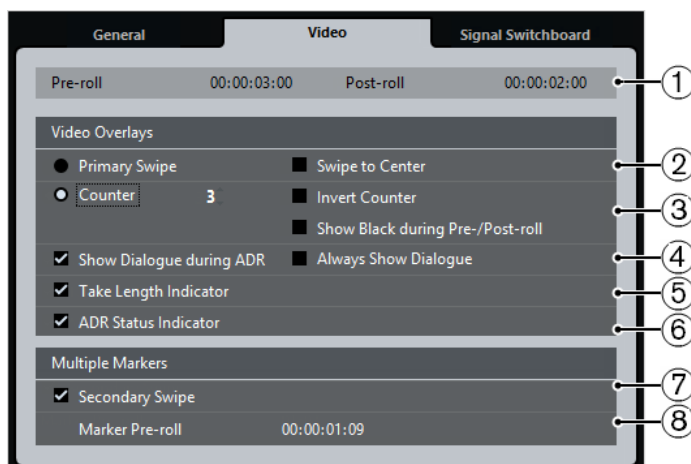 General Video Signal Switchboard
Pre-roll 00:00:03:00 Post-roll 00:00:02:00 1
Video Overlays
Primary Swipe Swipe to Center 2
Counter 3 Invert Counter 3
Show Black during Pre-/Post-roll
Show Dialogue during ADR Always Show Dialogue 4
Take Length Indicator 5
ADR Status Indicator 6
Multiple Markers
Secondary Swipe 7
Marker Pre-roll 00:00:01:09 8